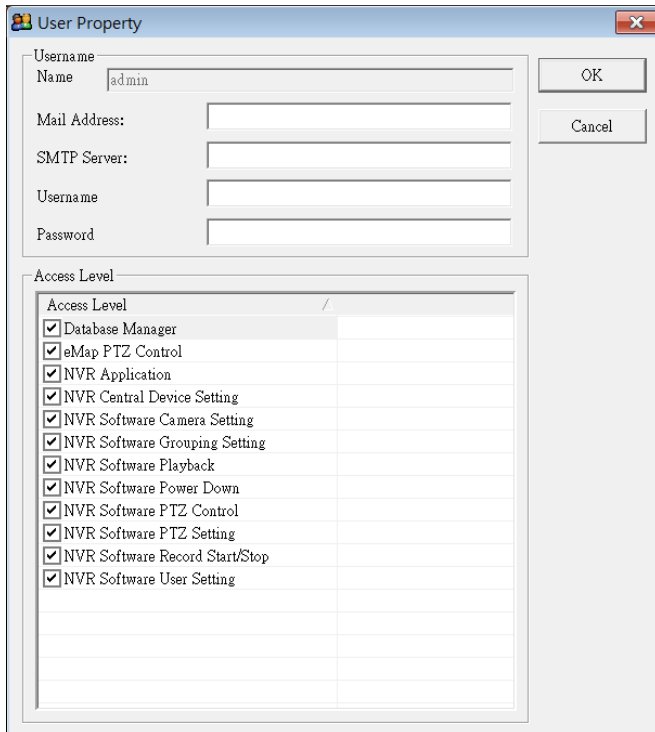 User Property
Username
Name admin
OK
Mail Address:
Cancel
SMTP Server:
Username
Password
Access Level
Access Level
Database Manager
eMap PTZ Control
NVR Application
NVR Central Device Setting
NVR Software Camera Setting
NVR Software Grouping Setting
NVR Software Playback
NVR Software Power Down
NVR Software PTZ Control
NVR Software PTZ Setting
NVR Software Record Start/Stop
NVR Software User Setting